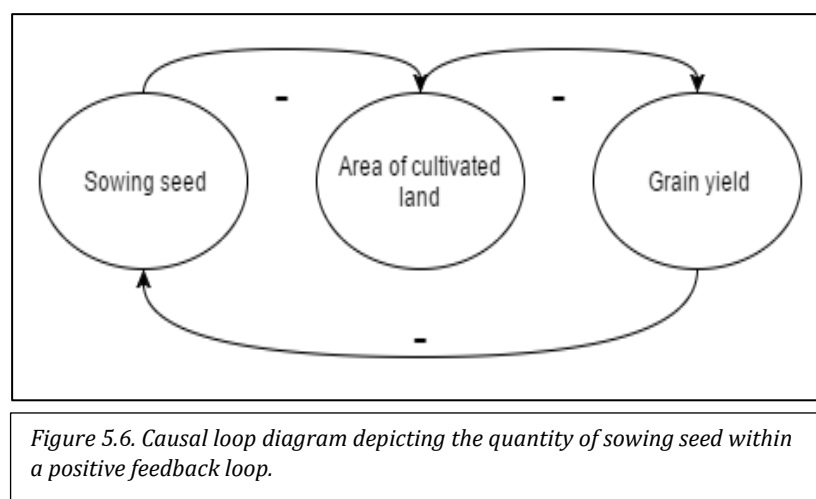 -
-
Sowing seed
Area of cultivated
land
Grain yield
-
Figure 5.6. Causal loop diagram depicting the quantity of sowing seed within
a positive feedback loop.